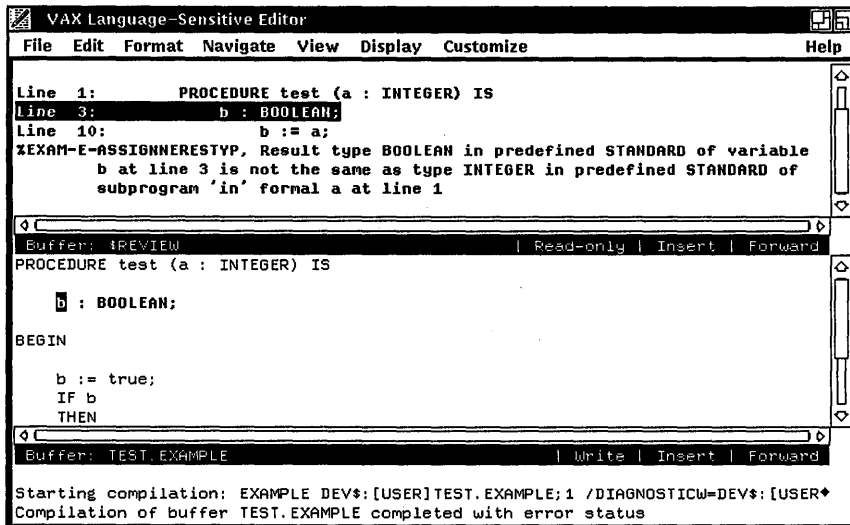 VAX Language-Sensitive Editor
File Edit Format Navigate View Display Customize Help
Line 1: PROCEDURE test (a : INTEGER) IS
Line 3: b : BOOLEAN;
Line 10: b := a;
%EXAM-E-ASSIGNNERESTYP, Result type BOOLEAN in predefined STANDARD of variable
b at line 3 is not the same as type INTEGER in predefined STANDARD of
subprogram 'in' formal a at line 1
Buffer: $REVIEW | Read-only | Insert | Forward
PROCEDURE test (a : INTEGER) IS
b : BOOLEAN;
BEGIN
b := true;
IF b
THEN
Buffer: TEST.EXAMPLE | Write | Insert | Forward
Starting compilation: EXAMPLE DEV$:[USER]TEST.EXAMPLE;1 /DIAGNOSTICW=DEV$:[USER◆
Compilation of buffer TEST.EXAMPLE completed with error status